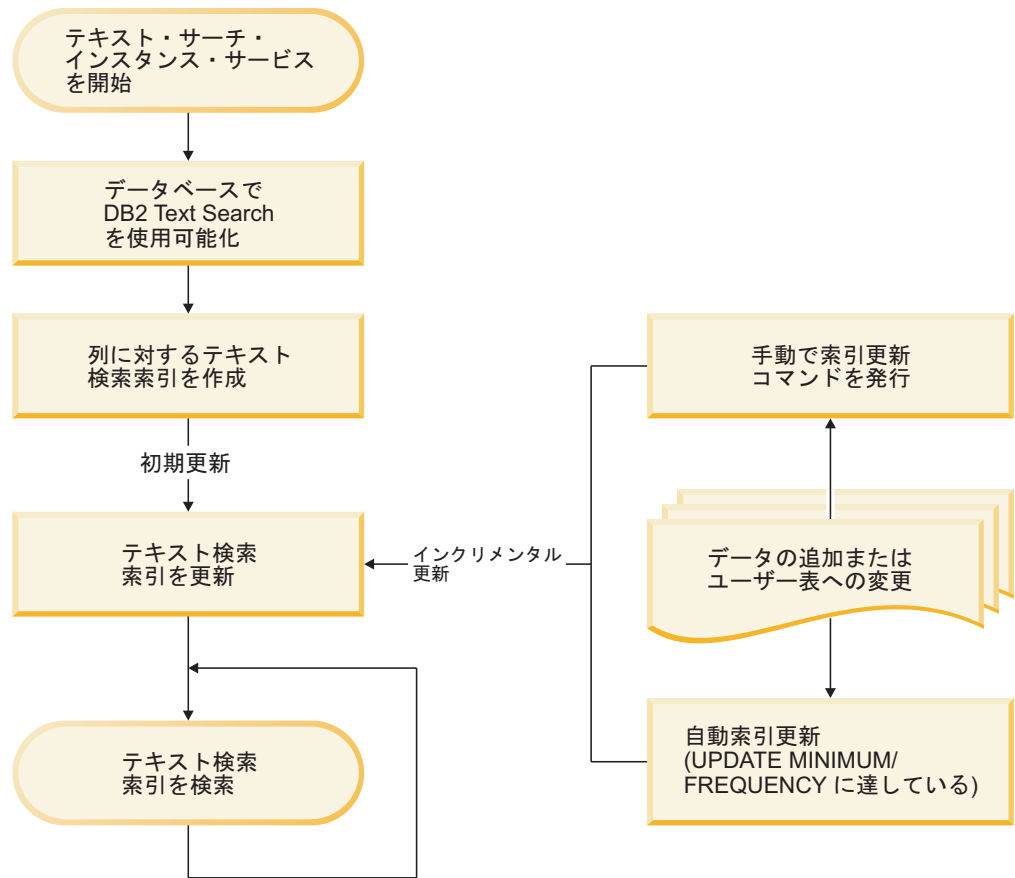 テキスト・サーチ・
インスタンス・サービス
を開始
データベースで
DB2 Text Search
を使用可能化
列に対するテキスト
検索索引を作成
初期更新
テキスト検索
索引を更新
インクリメンタル
更新
テキスト検索
索引を検索
手動で索引更新
コマンドを発行
データの追加または
ユーザー表への変更
自動索引更新
(UPDATE MINIMUM/
FREQUENCY に達している)